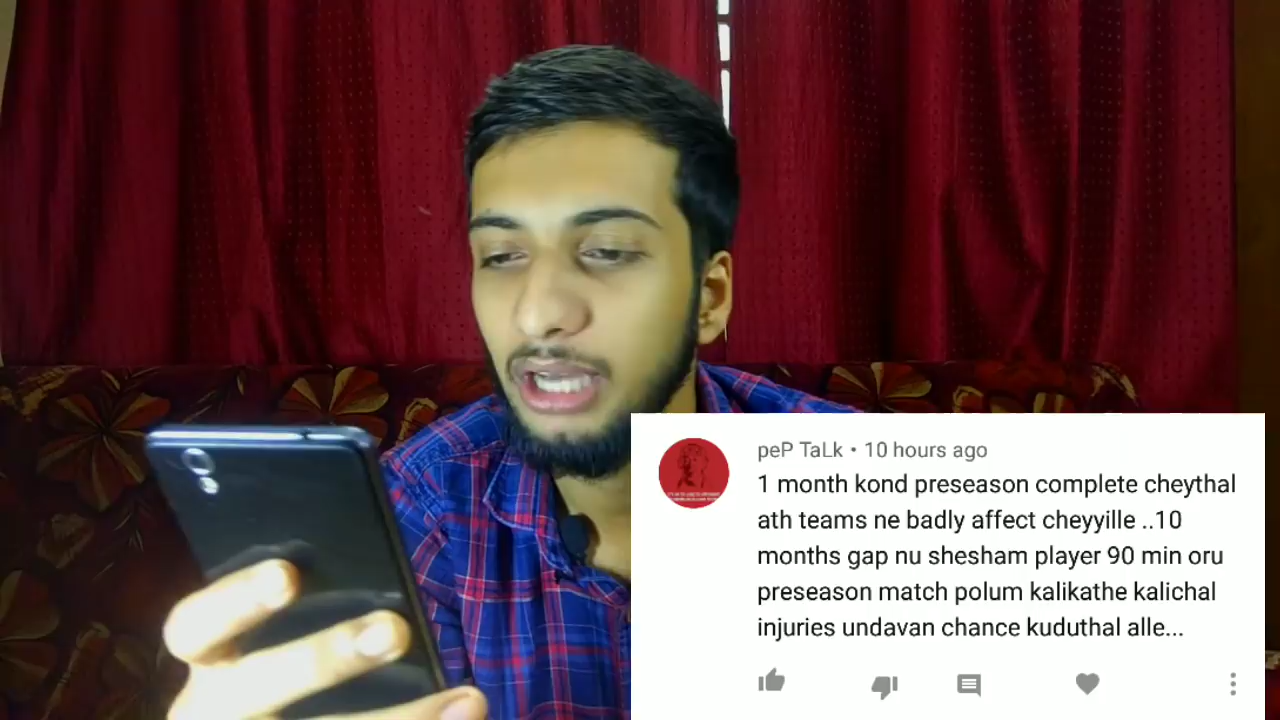 peP TaLk • 10 hours ago
1 month kond preseason complete cheythal
ath teams ne badly affect cheyyille ..10
months gap nu shesham player 90 min oru
preseason match polum kalikathe kalichal
injuries undavan chance kuduthal alle...